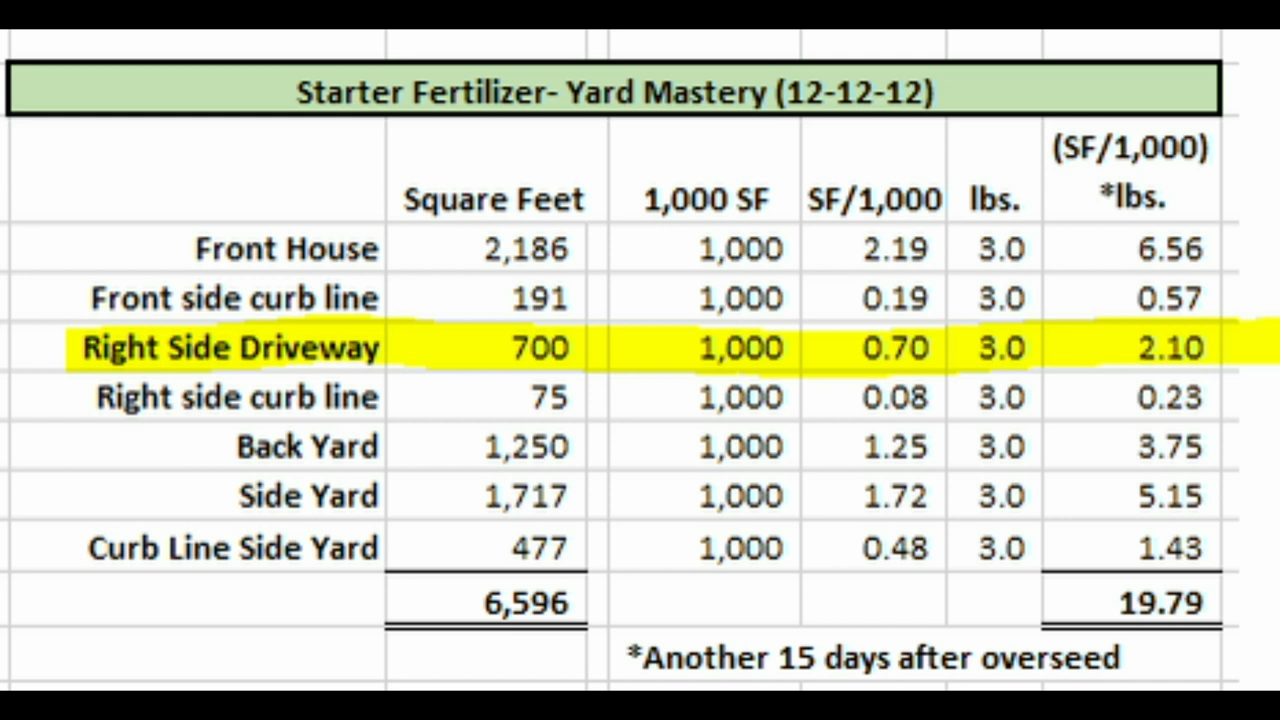 Starter Fertilizer- Yard Mastery (12-12-12)
(SF/1,000)
Square Feet 1,000 SF SF/1,000 lbs. *lbs.
Front House 2,186 1,000 2.19 3.0 6.56
Front side curb line 191 1,000 0.19 3.0 0.57
Right Side Driveway 700 1,000 0.70 3.0 2.10
Right side curb line 75 1,000 0.08 3.0 0.23
Back Yard 1,250 1,000 1.25 3.0 3.75
Side Yard 1,717 1,000 1.72 3.0 5.15
Curb Line Side Yard 477 1,000 0.48 3.0 1.43
6,596 19.79
*Another 15 days after overseed